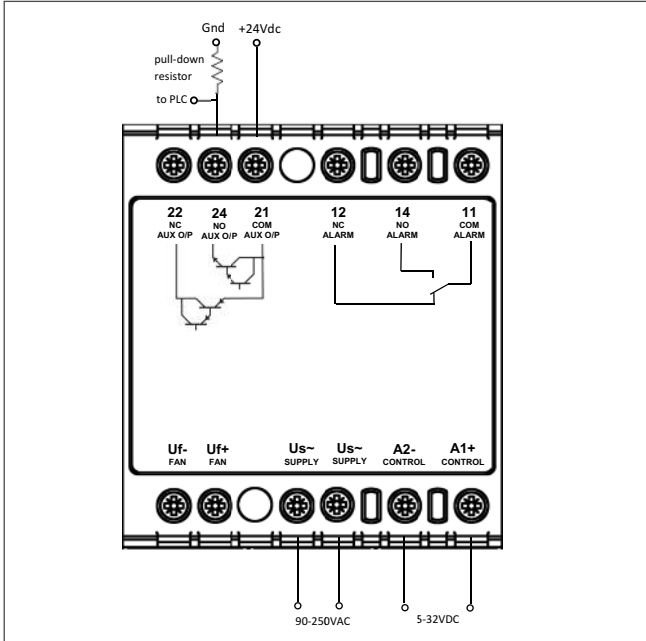 Gnd +24Vdc
pull-down
resistor
to PLC
22 24 21 12 14 11
NC NO COM NC NO COM
AUX O/P AUX O/P AUX O/P ALARM ALARM ALARM
Uf- Uf+ Us~ Us~ A2- A1+
FAN FAN SUPPLY SUPPLY CONTROL CONTROL
90-250VAC 5-32VDC